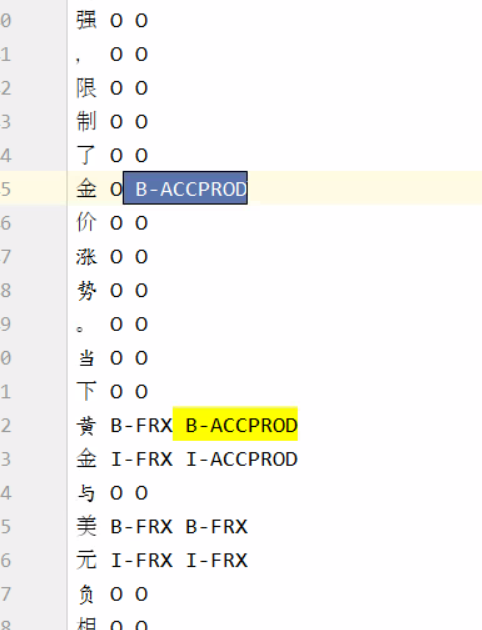 0 强 O O
1 , O O
2 限 O O
3 制 O O
4 了 O O
5 金 O B-ACCPROD
6 价 O O
7 涨 O O
8 势 O O
9 。 O O
0 当 O O
1 下 O O
2 黄 B-FRX B-ACCPROD
3 金 I-FRX I-ACCPROD
4 与 O O
5 美 B-FRX B-FRX
6 元 I-FRX I-FRX
7 负 O O
8 相 O O